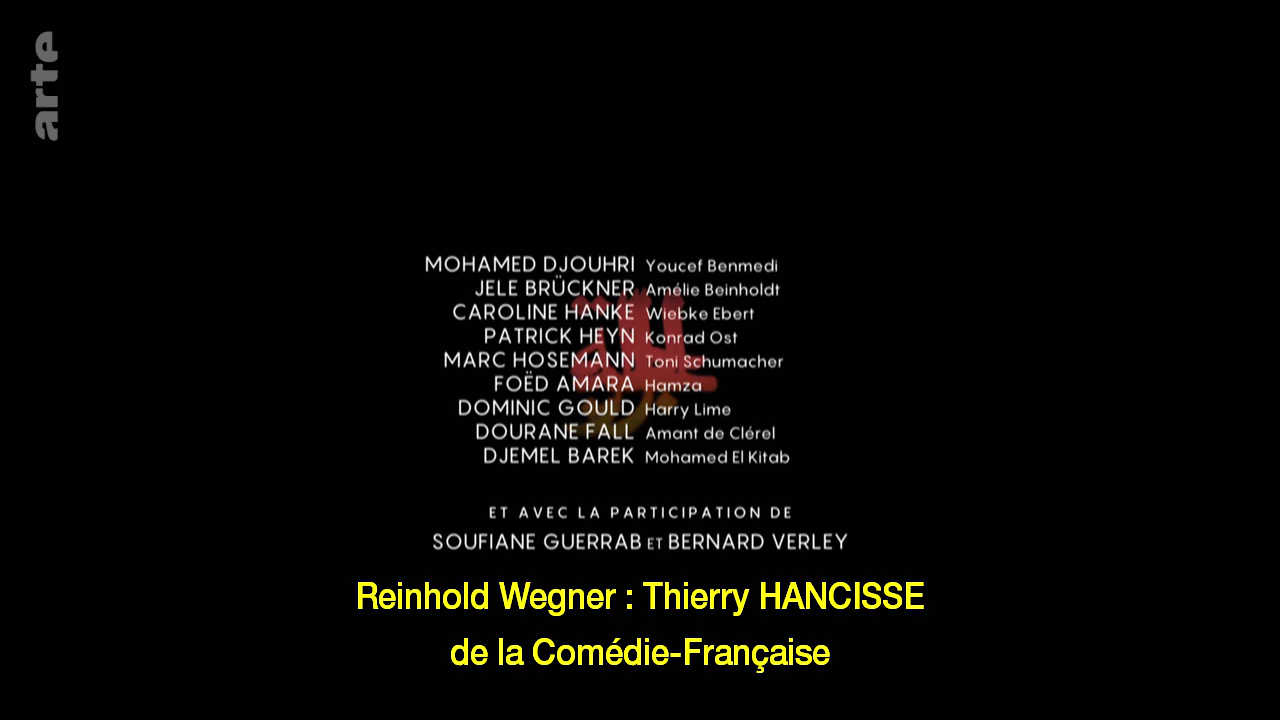 arte
MOHAMED DJOUHRI Youcef Benmedi
JELE BRÜCKNER Amélie Beinholdt
CAROLINE HANKE Wiebke Ebert
PATRICK HEYN Konrad Ost
MARC HOSEMANN Toni Schumacher
FOËD AMARA Hamza
DOMINIC GOULD Harry Lime
DOURANE FALL Amant de Clérel
DJEMEL BAREK Mohamed El Kitab
ET AVEC LA PARTICIPATION DE
SOUFIANE GUERRAB ET BERNARD VERLEY
Reinhold Wegner : Thierry HANCISSE
de la Comédie-Française